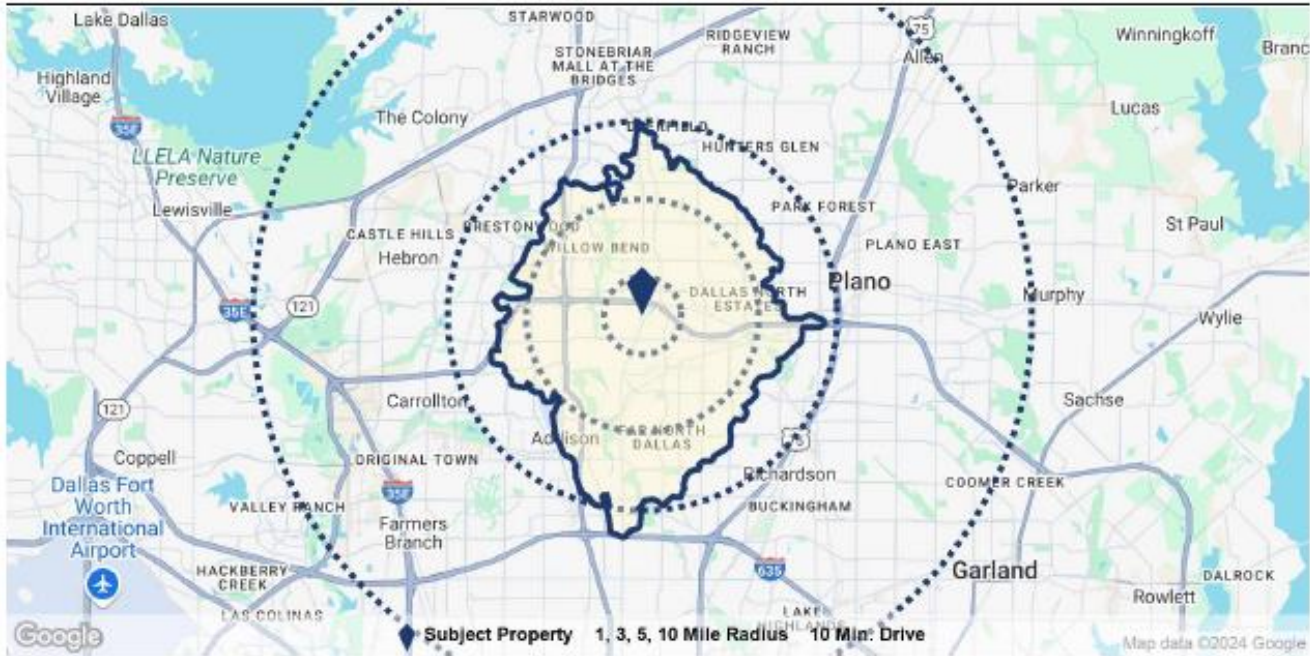 Lake Dallas
STARWOOD
RIDGEVIEW
RANCH
75
Allen
Winningkoff
Branc
STONEBRIAR
MALL AT THE
BRIDGES
Highland
Village
35E
The Colony
Lucas
HUNTERS GLEN
LLELA Nature
Preserve
Lewisville
Parker
PARK FOREST
St Paul
CASTLE HILLS
Hebron
WILLOW BEND
PLANO EAST
Plano
DALLAS NORTH
ESTATES
Murphy
Wylie
121
35E
121
Carrollton
Sachse
Addison
FAR NORTH
DALLAS
Coppell
ORIGINAL TOWN
Richardson
COOMER CREEK
Dallas Fort
Worth
International
Airport
VALLEY RANCH
35E
Farmers
Branch
BUCKINGHAM
HACKBERRY
CREEK
635
Garland
DALROCK
Rowlett
LAS COLINAS
LAKE
HIGHLANDS
Google
Subject Property 1, 3, 5, 10 Mile Radius 10 Min. Drive
Map data ©2024 Google